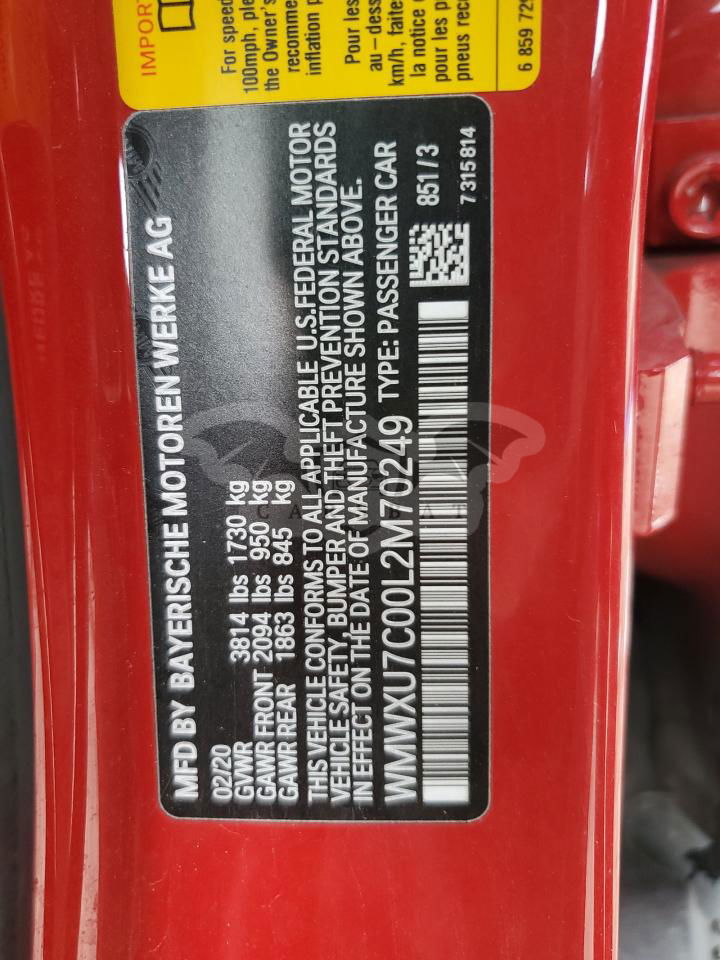 IMPORT
For speed
100mph, ple
the Owner's
recomme
inflation p
Pour les
au-dess
km/h, faite
la notice
pour les p
pneus rec
6 859 729
MFD BY BAYERISCHE MOTOREN WERKE AG
02/20
GVWR 3814 lbs 1730 kg
GAWR FRONT 2094 lbs 950 kg
GAWR REAR 1863 lbs 845 kg
THIS VEHICLE CONFORMS TO ALL APPLICABLE U.S.FEDERAL MOTOR
VEHICLE SAFETY, BUMPER AND THEFT PREVENTION STANDARDS
IN EFFECT ON THE DATE OF MANUFACTURE SHOWN ABOVE.
WMWXU7C00L2M70249 TYPE: PASSENGER CAR
851/3
7 315 814